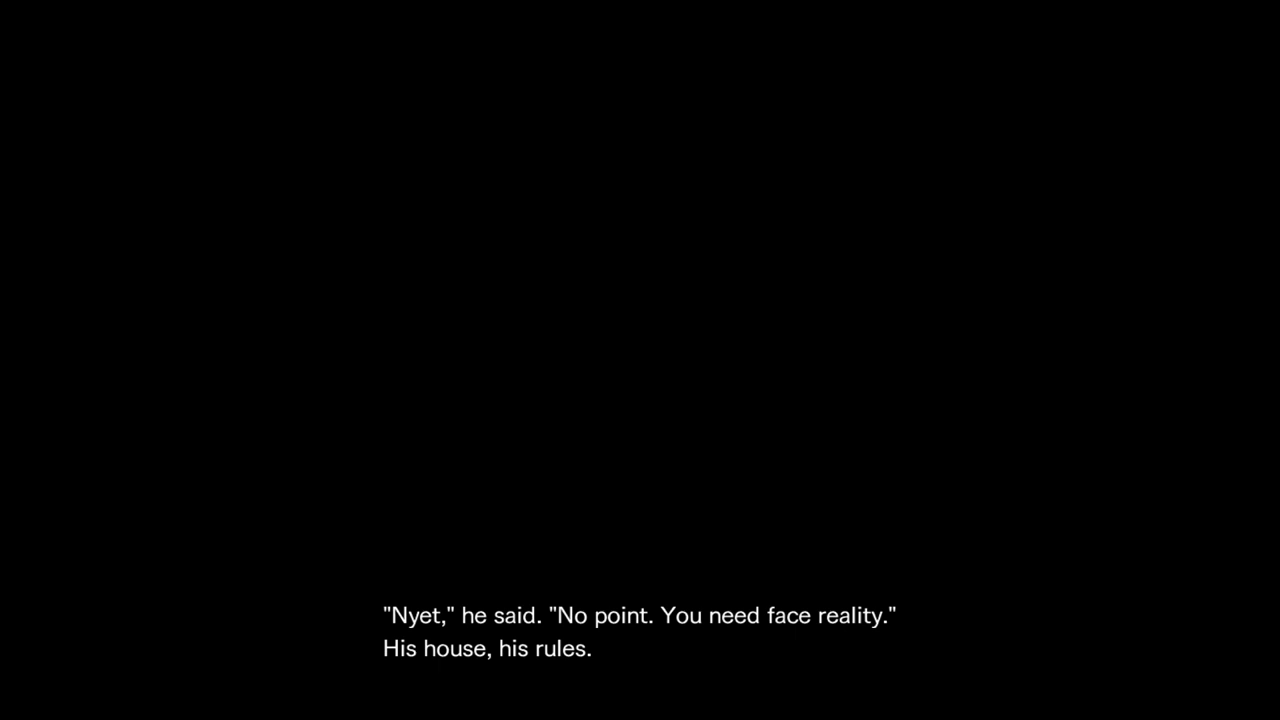 "Nyet," he said. "No point. You need face reality."
His house, his rules.